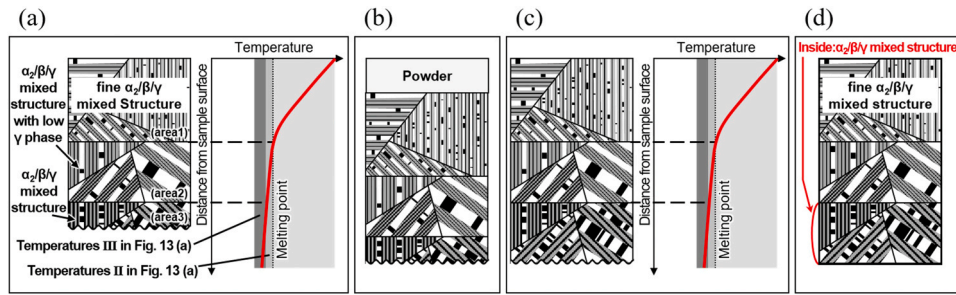 (a)
(b)
(c)
(d)
Temperature
α₂/β/γ
mixed
structure
with low
γ phase
fine α₂/β/γ
mixed Structure
(area1)
α₂/β/γ
mixed
structure
(area2)
(area3)
Distance from sample surface
Melting point
Temperatures III in Fig. 13 (a)
Temperatures II in Fig. 13 (a)
Powder
Temperature
Distance from sample surface
Melting point
Inside:α₂/β/γ mixed structure
fine α₂/β/γ
mixed structure